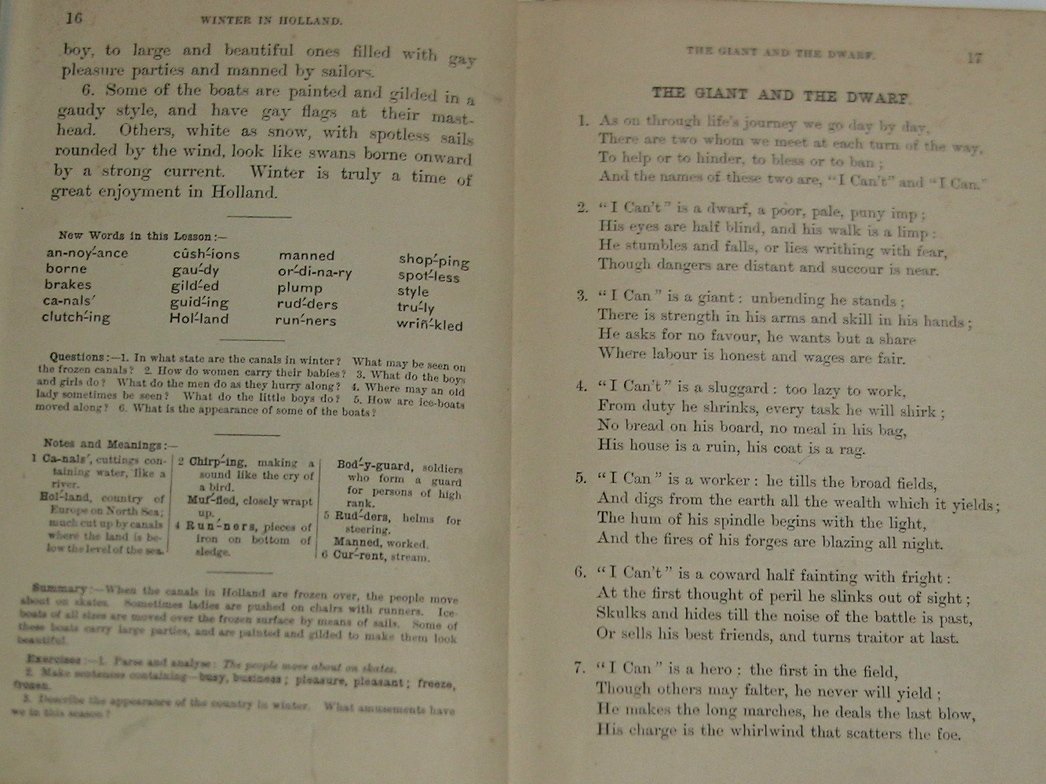 16
WINTER IN HOLLAND.
boy, to large and beautiful ones filled with gay
pleasure parties and manned by sailors.
6. Some of the boats are painted and gilded in a
gaudy style, and have gay flags at their mast-
head. Others, white as snow, with spotless sails
rounded by the wind, look like swans borne onward
by a strong current. Winter is truly a time of
great enjoyment in Holland.
New Words in this Lesson:—
an-noy´-ance cûsh´-ions manned shop´-ping
borne gau´-dy or´-di-na-ry spot´-less
brakes gild´-ed plump style
ca-nals´ guid´-ing rud´-ders tru´-ly
clutch´-ing Hol´-land run´-ners wriñ´-kled
Questions:—1. In what state are the canals in winter? What may be seen on
the frozen canals? 2. How do women carry their babies? 3. What do the boys
and girls do? What do the men do as they hurry along? 4. Where may an old
lady sometimes be seen? What do the little boys do? 5. How are ice-boats
moved along? 6. What is the appearance of some of the boats?
Notes and Meanings:—
1 Ca-nals´, cuttings con-
taining water, like a
river.
Hol´-land, country of
Europe on North Sea;
much cut up by canals
where the land is be-
low the level of the sea.
2 Chirp´-ing, making a
sound like the cry of
a bird.
Muf´-fled, closely wrapt
up.
4 Run´-ners, pieces of
iron on bottom of
sledge.
Bod´-y-guard, soldiers
who form a guard
for persons of high
rank.
5 Rud´-ders, helms for
steering.
Manned, worked.
6 Cur´-rent, stream.
Summary:—When the canals in Holland are frozen over, the people move
about on skates. Sometimes ladies are pushed on chairs with runners. Ice-
boats of all sizes are moved over the frozen surface by means of sails. Some of
these boats carry large parties, and are painted and gilded to make them look
beautiful.
Exercises:—1. Parse and analyse: The people move about on skates.
2. Make sentences containing—busy, business; pleasure, pleasant; freeze,
frozen.
3. Describe the appearance of the country in winter. What amusements have
we in this season?
THE GIANT AND THE DWARF.
17
THE GIANT AND THE DWARF.
1. As on through life's journey we go day by day,
There are two whom we meet at each turn of the way,
To help or to hinder, to bless or to ban;
And the names of these two are, "I Can't" and "I Can."
2. "I Can't" is a dwarf, a poor, pale, puny imp;
His eyes are half blind, and his walk is a limp:
He stumbles and falls, or lies writhing with fear,
Though dangers are distant and succour is near.
3. "I Can" is a giant: unbending he stands;
There is strength in his arms and skill in his hands;
He asks for no favour, he wants but a share
Where labour is honest and wages are fair.
4. "I Can't" is a sluggard: too lazy to work,
From duty he shrinks, every task he will shirk;
No bread on his board, no meal in his bag,
His house is a ruin, his coat is a rag.
5. "I Can" is a worker: he tills the broad fields,
And digs from the earth all the wealth which it yields;
The hum of his spindle begins with the light,
And the fires of his forges are blazing all night.
6. "I Can't" is a coward half fainting with fright:
At the first thought of peril he slinks out of sight;
Skulks and hides till the noise of the battle is past,
Or sells his best friends, and turns traitor at last.
7. "I Can" is a hero: the first in the field,
Though others may falter, he never will yield;
He makes the long marches, he deals the last blow,
His charge is the whirlwind that scatters the foe.